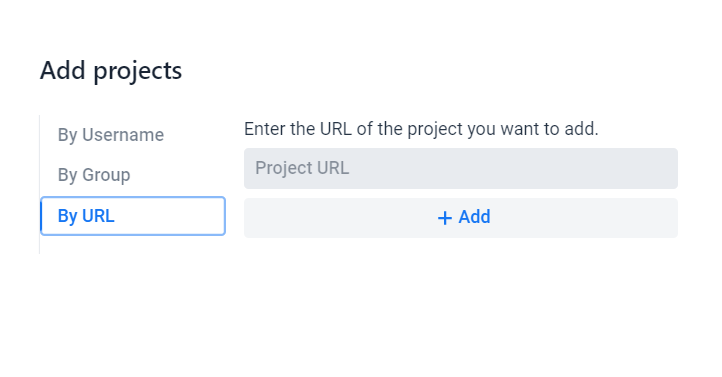 Add projects
By Username
By Group
By URL
Enter the URL of the project you want to add.
Project URL
+ Add